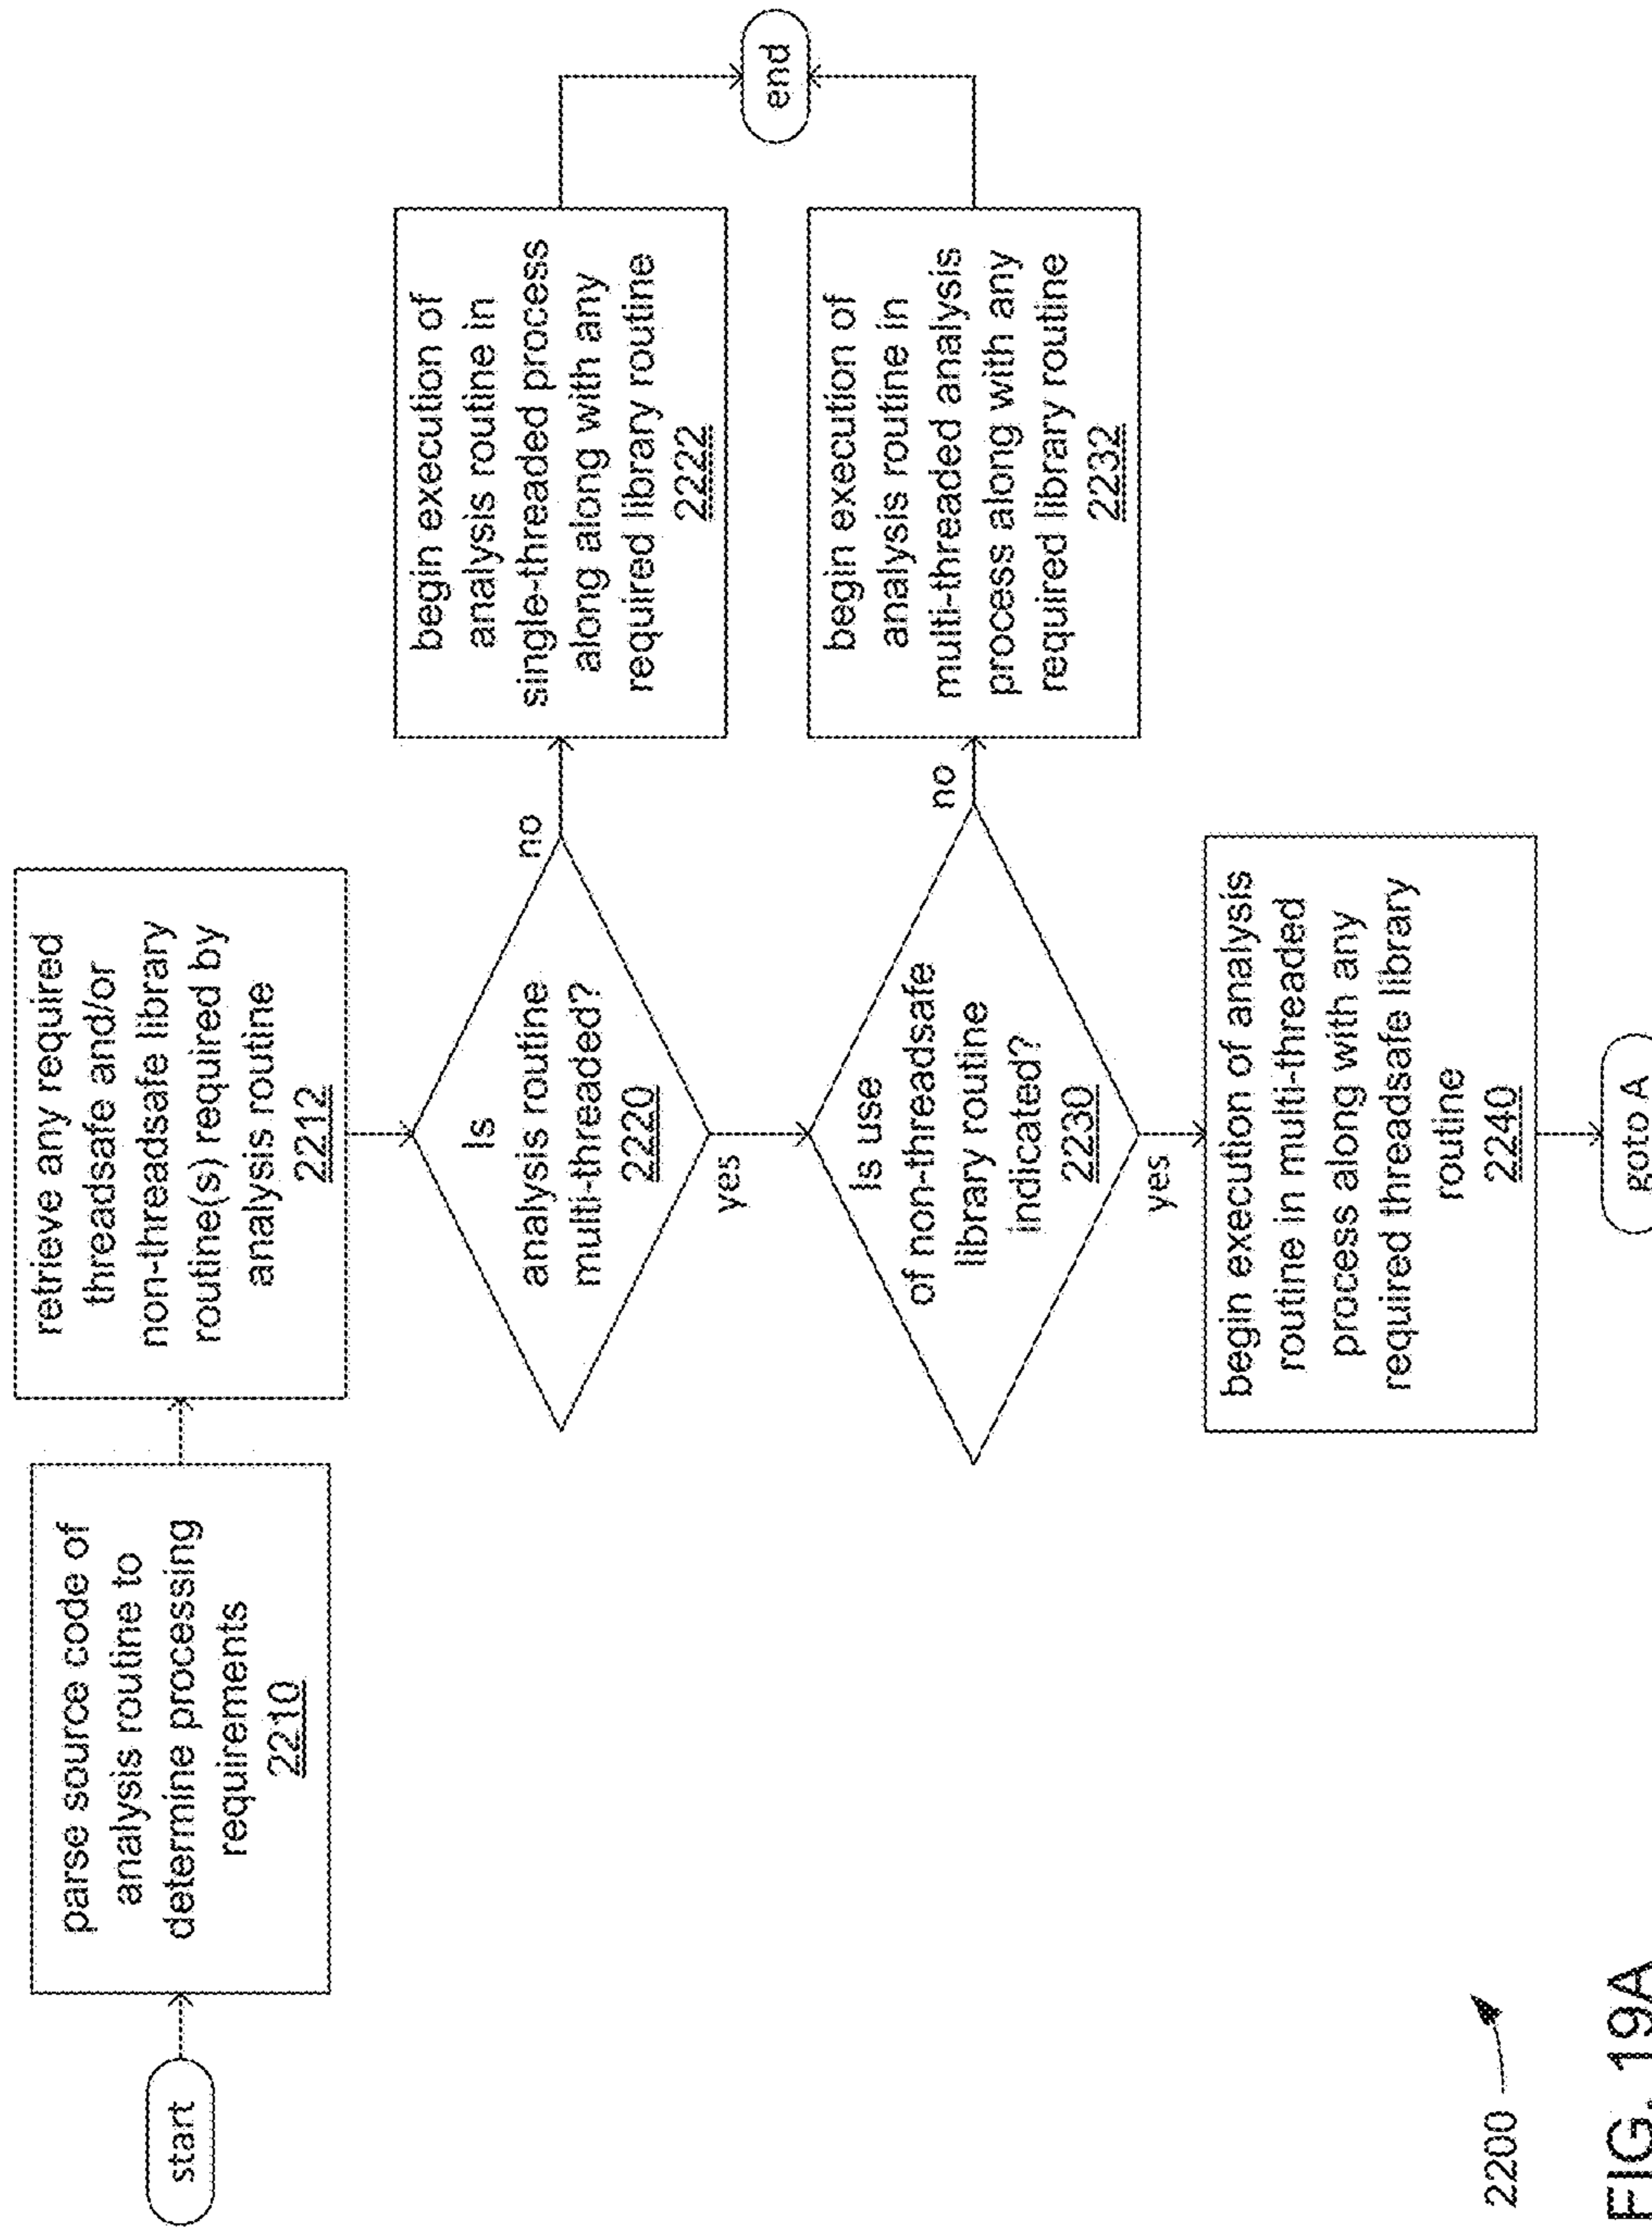 start
parse source code of
analysis routine to
determine processing
requirements
2210
retrieve any required
threadsafe and/or
non-threadsafe library
routine(s) required by
analysis routine
2212
Is
analysis routine
multi-threaded?
2220
no
yes
begin execution of
analysis routine in
single-threaded process
along along with any
required library routine
2222
Is use
of non-threadsafe
library routine
indicated?
2230
no
yes
begin execution of
analysis routine in
multi-threaded analysis
process along with any
required library routine
2232
end
begin execution of analysis
routine in multi-threaded
process along with any
required threadsafe library
routine
2240
goto A
2200
FIG. 19A